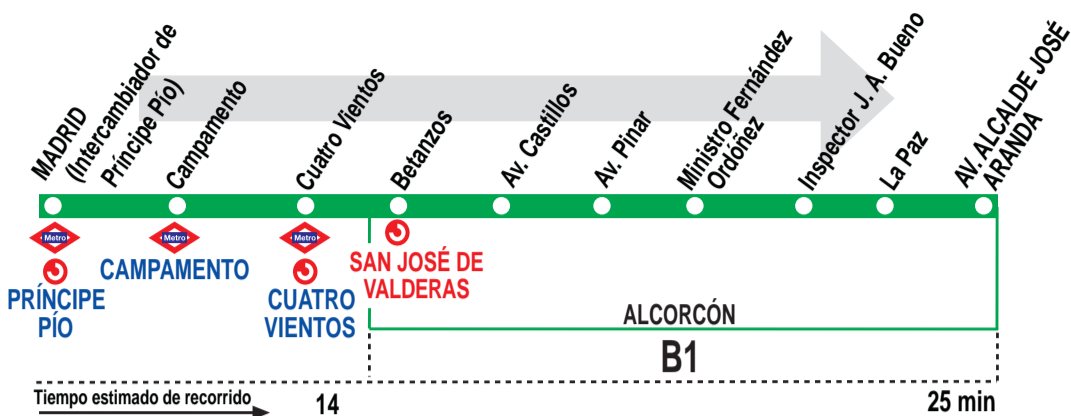 MADRID
(Intercambiador de
Príncipe Pío)
Campamento
Cuatro Vientos
Betanzos
Av. Castillos
Av. Pinar
Ministro Fernández
Ordóñez
Inspector J. A. Bueno
La Paz
AV. ALCALDE JOSÉ
ARANDA
Metro
Metro
Metro
PRÍNCIPE
PÍO
CAMPAMENTO
CUATRO
VIENTOS
SAN JOSÉ DE
VALDERAS
ALCORCÓN
B1
Tiempo estimado de recorrido
14
25 min